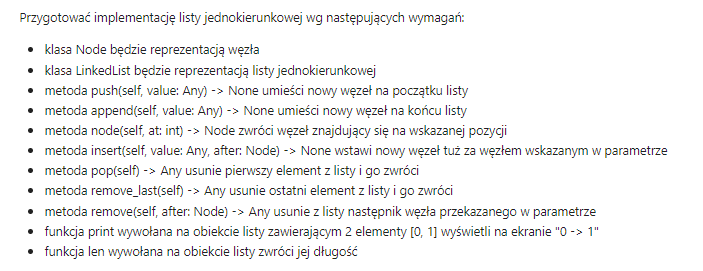 Przygotować implementację listy jednokierunkowej wg następujących wymagań:
• klasa Node będzie reprezentacją węzła
• klasa LinkedList będzie reprezentacją listy jednokierunkowej
• metoda push(self, value: Any) -> None umieści nowy węzeł na początku listy
• metoda append(self, value: Any) -> None umieści nowy węzeł na końcu listy
• metoda node(self, at: int) -> Node zwróci węzeł znajdujący się na wskazanej pozycji
• metoda insert(self, value: Any, after: Node) -> None wstawi nowy węzeł tuż za węzłem wskazanym w parametrze
• metoda pop(self) -> Any usunie pierwszy element z listy i go zwróci
• metoda remove_last(self) -> Any usunie ostatni element z listy i go zwróci
• metoda remove(self, after: Node) -> Any usunie z listy następnik węzła przekazanego w parametrze
• funkcja print wywołana na obiekcie listy zawierającym 2 elementy [0, 1] wyświetli na ekranie "0 -> 1"
• funkcja len wywołana na obiekcie listy zwróci jej długość